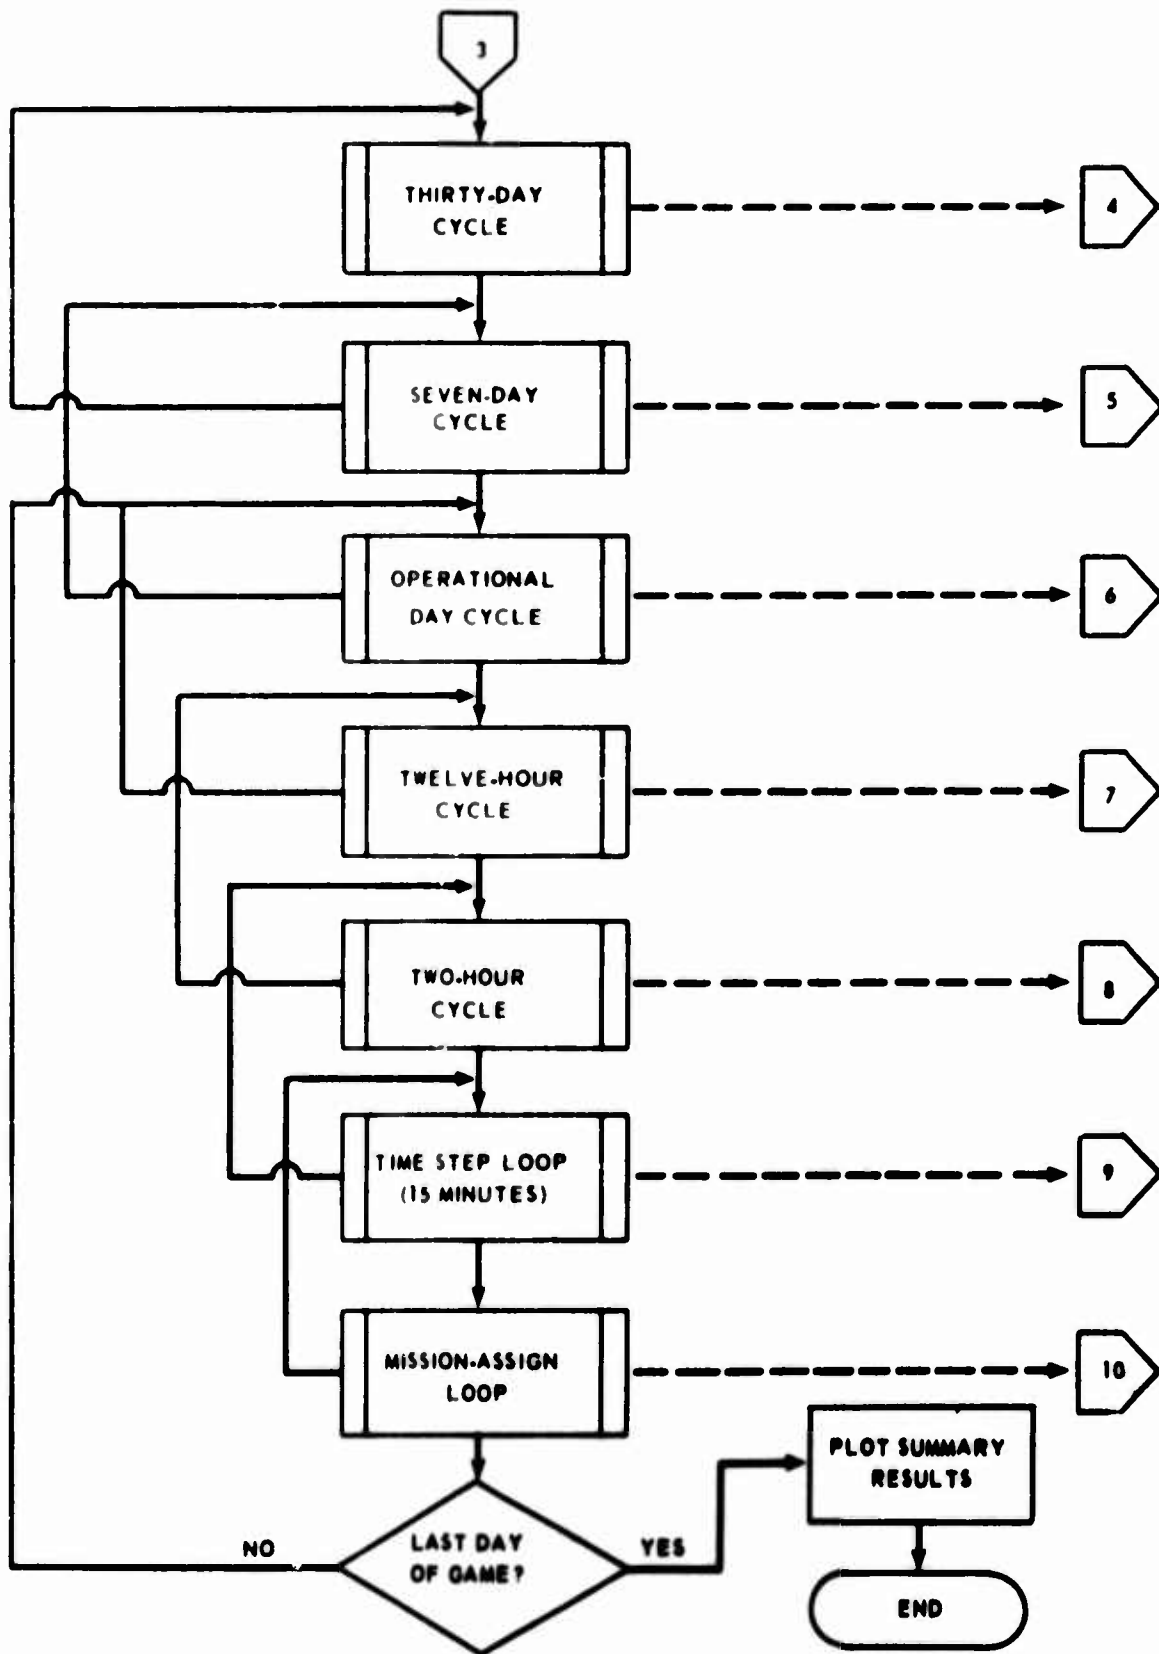 3
THIRTY-DAY
CYCLE
4
SEVEN-DAY
CYCLE
5
OPERATIONAL
DAY CYCLE
6
TWELVE-HOUR
CYCLE
7
TWO-HOUR
CYCLE
8
TIME STEP LOOP
(15 MINUTES)
9
MISSION-ASSIGN
LOOP
10
PLOT SUMMARY
RESULTS
LAST DAY
OF GAME?
NO
YES
END